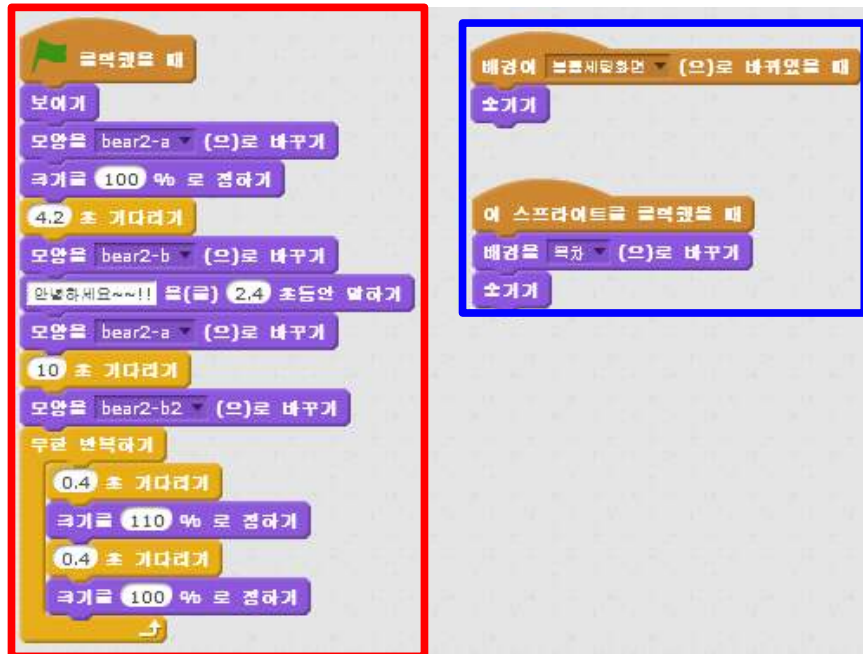 클릭했을 때
보이기
모양을 bear2-a (으)로 바꾸기
크기를 100 % 로 정하기
4.2 초 기다리기
모양을 bear2-b (으)로 바꾸기
안녕하세요~~!! 을(를) 2.4 초동안 말하기
모양을 bear2-a (으)로 바꾸기
10 초 기다리기
모양을 bear2-b2 (으)로 바꾸기
무한 반복하기
0.4 초 기다리기
크기를 110 % 로 정하기
0.4 초 기다리기
크기를 100 % 로 정하기
배경이 볼륨세팅화면 (으)로 바뀌었을 때
숨기기
이 스프라이트를 클릭했을 때
배경을 목차 (으)로 바꾸기
숨기기